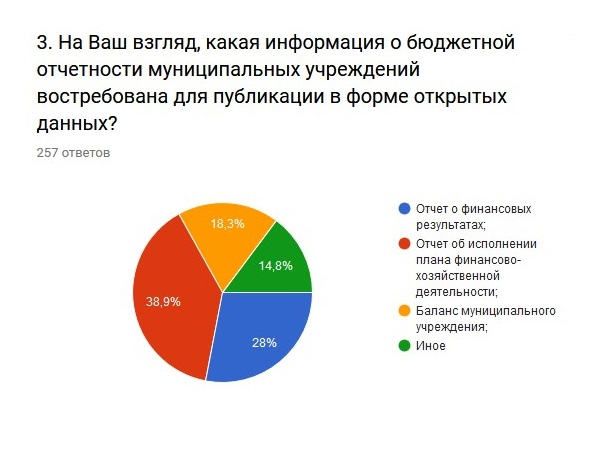 3. На Ваш взгляд, какая информация о бюджетной
отчетности муниципальных учреждений
востребована для публикации в форме открытых
данных?
257 ответов
18,3%
14,8%
38,9%
28%
Отчет о финансовых
результатах;
Отчет об исполнении
плана финансово-
хозяйственной
деятельности;
Баланс муниципального
учреждения;
Иное